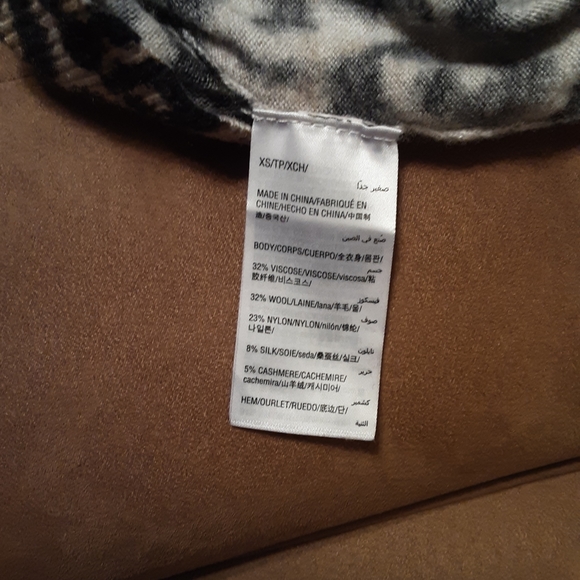 XS/TP/XCH/
صغير جدًا
MADE IN CHINA/FABRIQUÉ EN
CHINE/HECHO EN CHINA/中国制
造/중국산/
صنع في الصين
BODY/CORPS/CUERPO/全衣身/몸판/
جسم
32% VISCOSE/VISCOSE/viscosa/粘
胶纤维/비스코스/
فيسكوز
32% WOOL/LAINE/lana/羊毛/울/
صوف
23% NYLON/NYLON/nilón/锦纶/
나일론/
نايلون
8% SILK/SOIE/seda/桑蚕丝/실크/
حرير
5% CASHMERE/CACHEMIRE/
cachemira/山羊绒/캐시미어/
كشمير
HEM/OURLET/RUEDO/底边/단/
الثنية